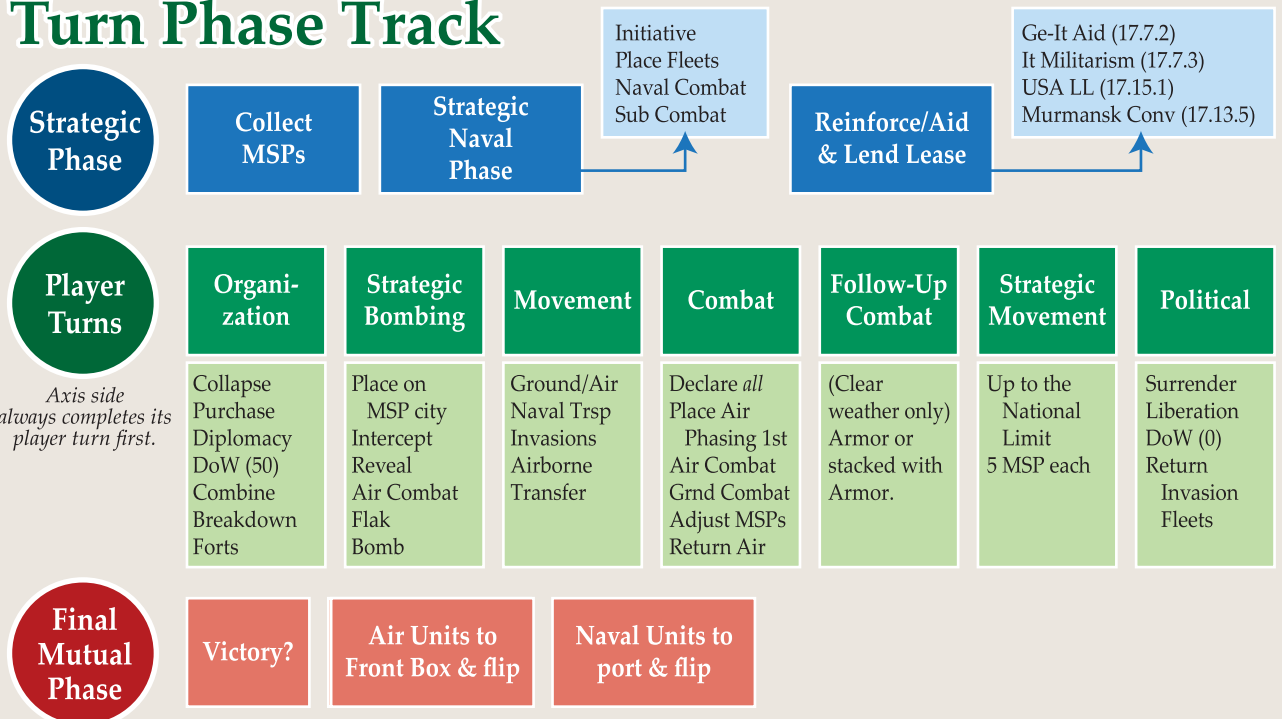 Turn Phase Track
Strategic
Phase
Collect
MSPs
Strategic
Naval
Phase
Initiative
Place Fleets
Naval Combat
Sub Combat
Reinforce/Aid
& Lend Lease
Ge-It Aid (17.7.2)
It Militarism (17.7.3)
USA LL (17.15.1)
Murmansk Conv (17.13.5)
Player
Turns
Axis side
always completes its
player turn first.
Organi-
zation
Collapse
Purchase
Diplomacy
DoW (50)
Combine
Breakdown
Forts
Strategic
Bombing
Place on
MSP city
Intercept
Reveal
Air Combat
Flak
Bomb
Movement
Ground/Air
Naval Trsp
Invasions
Airborne
Transfer
Combat
Declare all
Place Air
Phasing 1st
Air Combat
Grnd Combat
Adjust MSPs
Return Air
Follow-Up
Combat
(Clear
weather only)
Armor or
stacked with
Armor.
Strategic
Movement
Up to the
National
Limit
5 MSP each
Political
Surrender
Liberation
DoW (0)
Return
Invasion
Fleets
Final
Mutual
Phase
Victory?
Air Units to
Front Box & flip
Naval Units to
port & flip